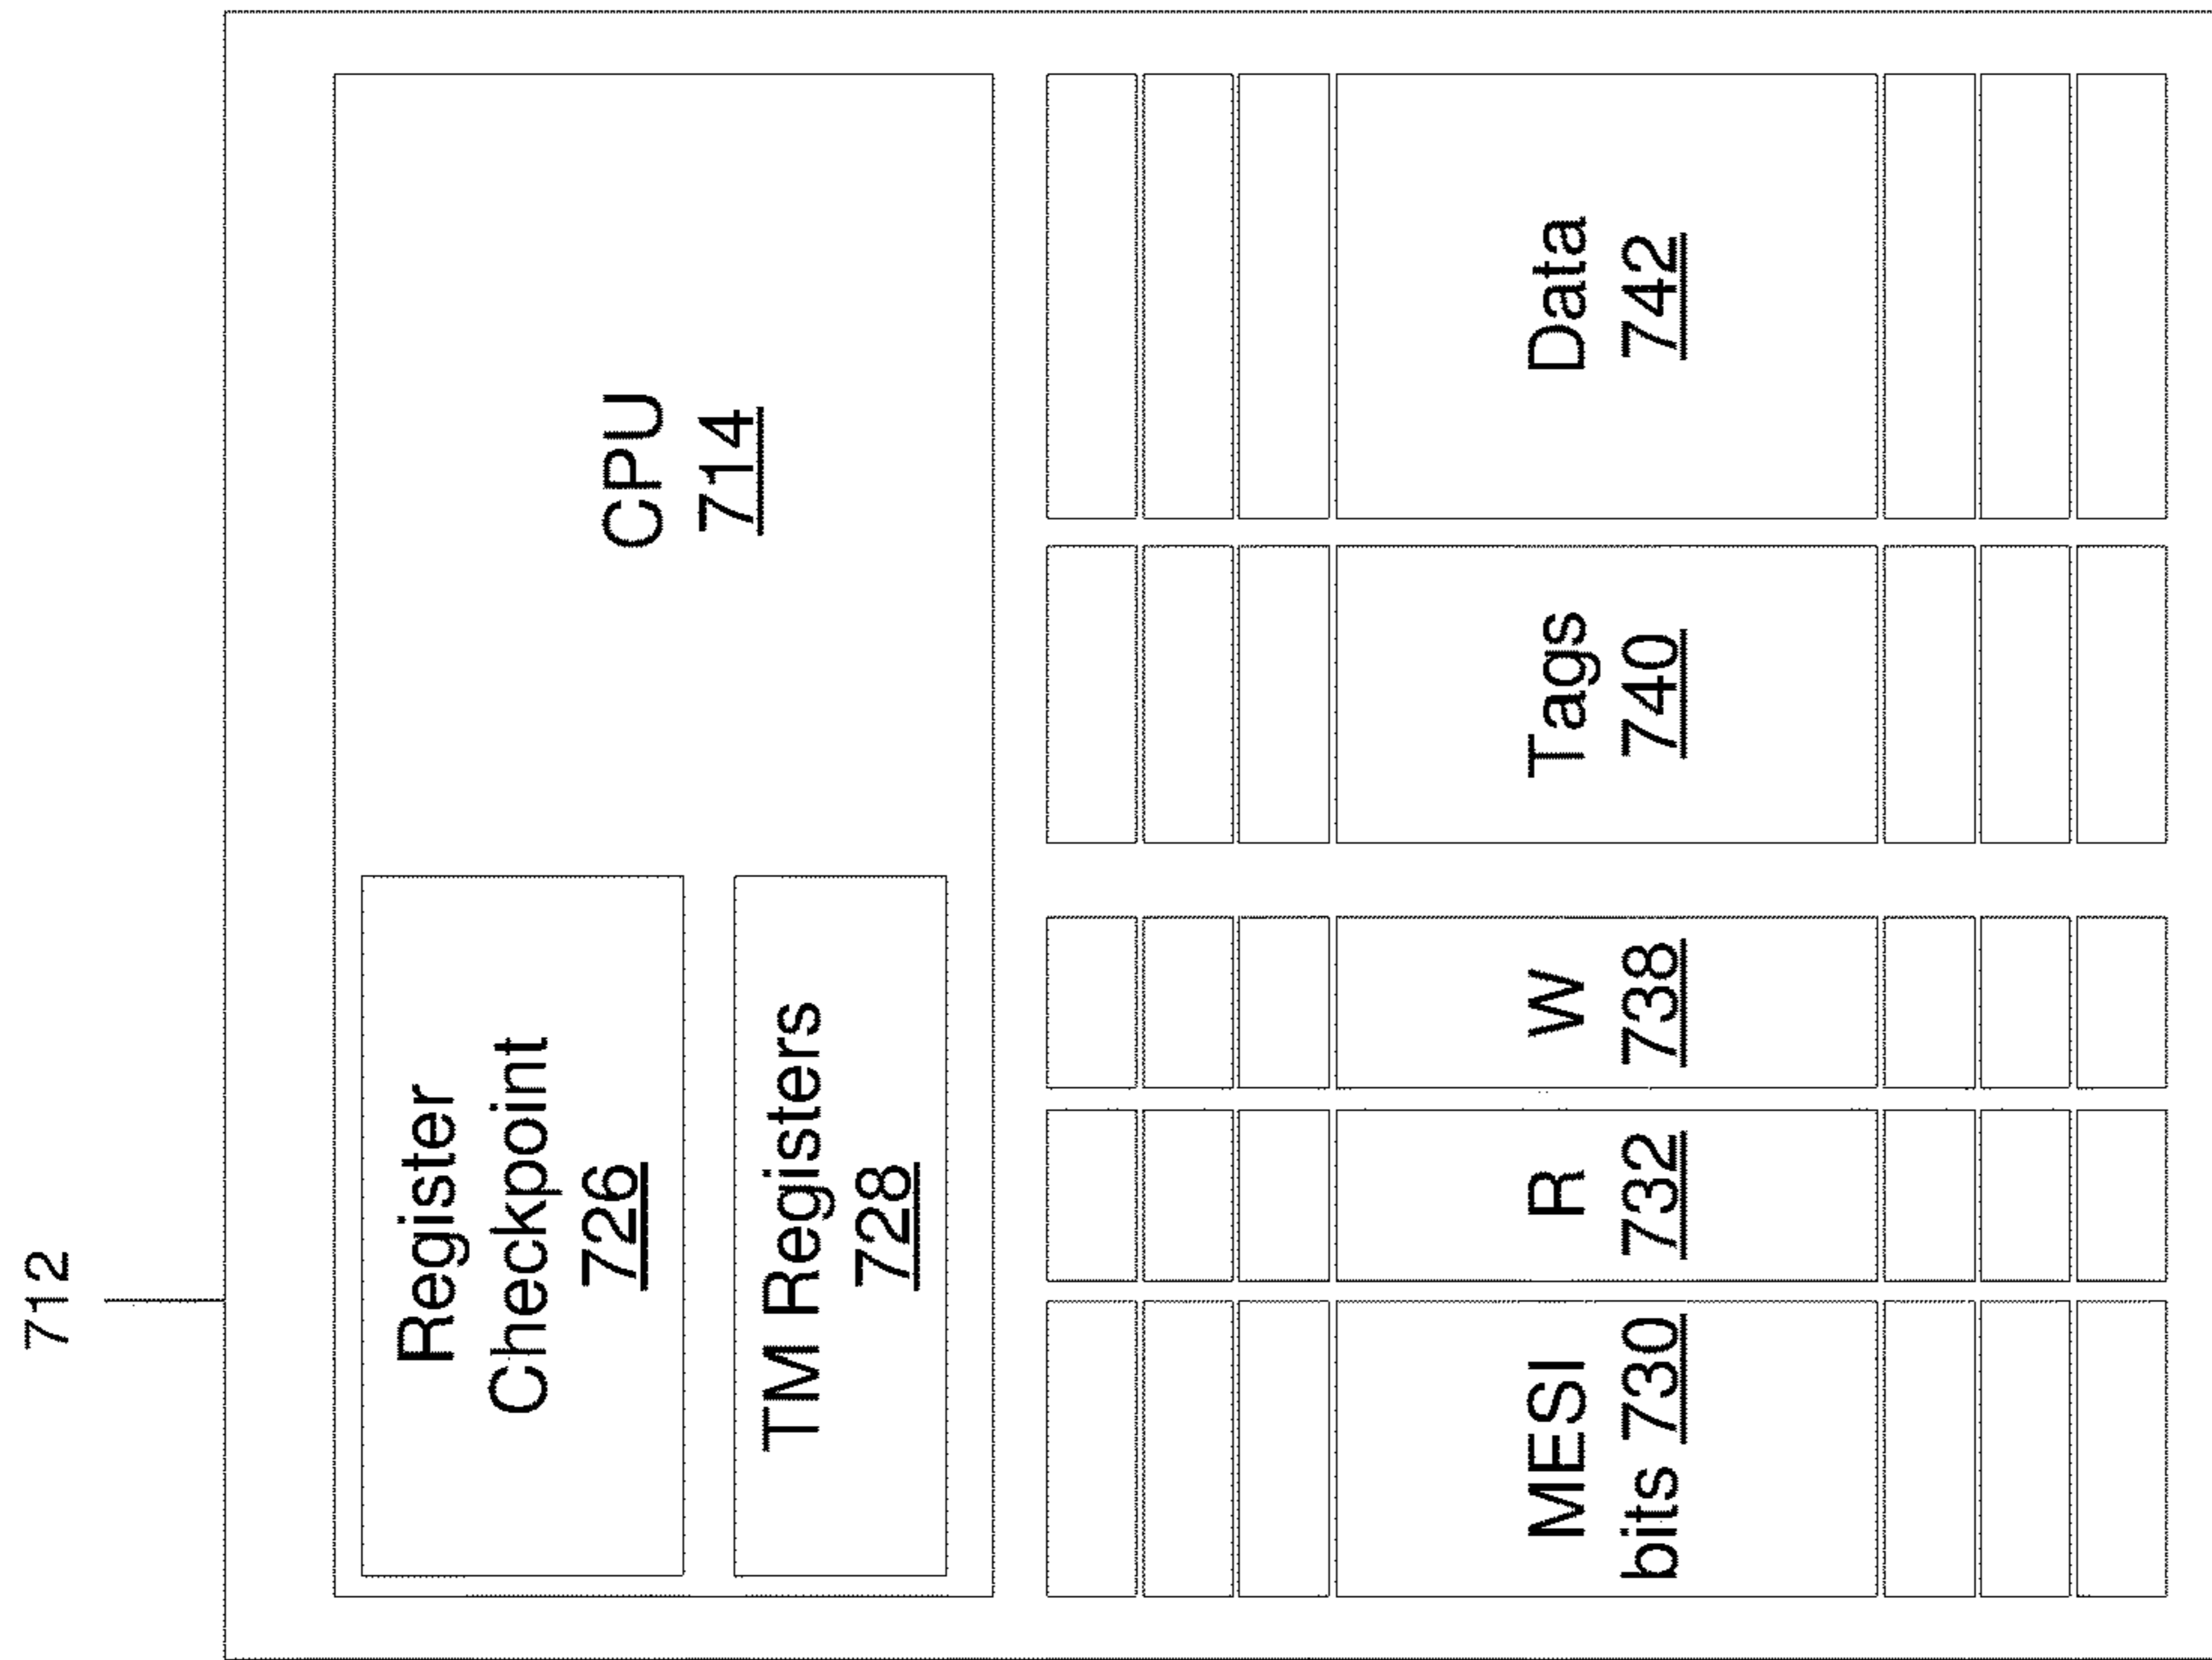 712
Register
Checkpoint
726
TM Registers
728
CPU
714
MESI
bits 730
R
732
W
738
Tags
740
Data
742